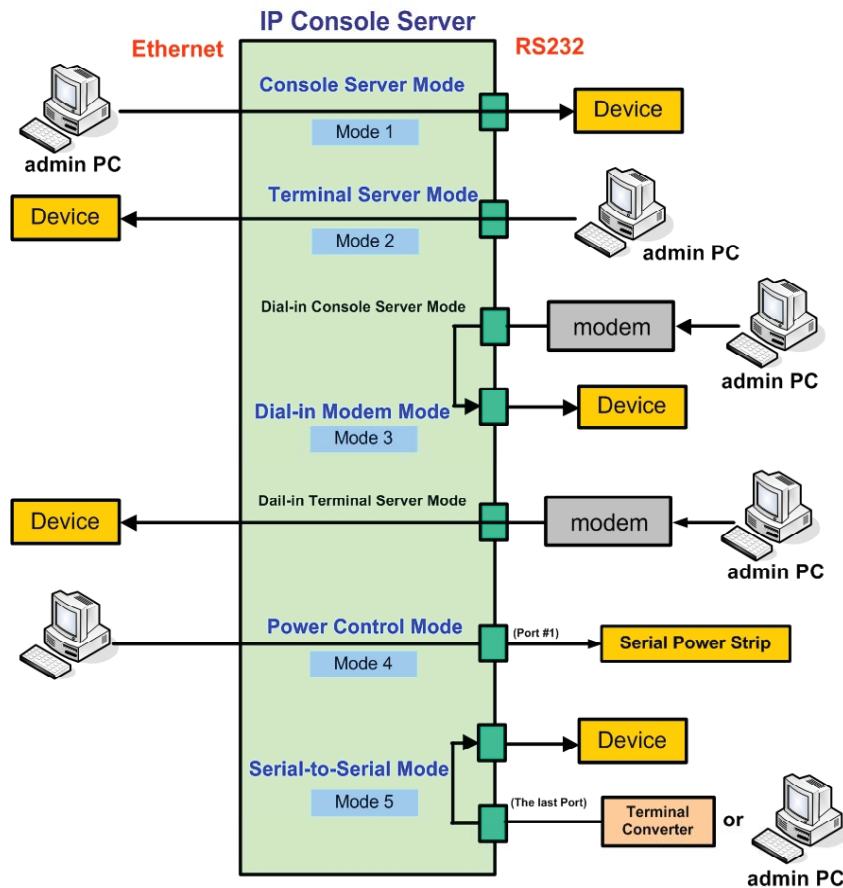 IP Console Server
Ethernet
RS232
Console Server Mode
Device
Mode 1
admin PC
Terminal Server Mode
Device
Mode 2
admin PC
Dial-in Console Server Mode
modem
admin PC
Dial-in Modem Mode
Device
Mode 3
Dail-in Terminal Server Mode
Device
modem
admin PC
Power Control Mode
(Port #1)
Serial Power Strip
Mode 4
Device
Serial-to-Serial Mode
Mode 5
(The last Port)
Terminal
Converter
or
admin PC